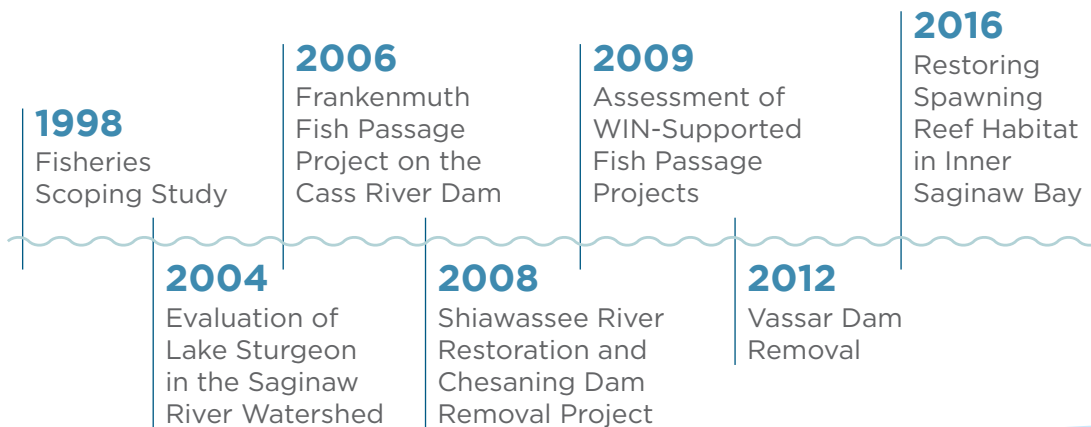 1998
Fisheries
Scoping Study
2004
Evaluation of
Lake Sturgeon
in the Saginaw
River Watershed
2006
Frankenmuth
Fish Passage
Project on the
Cass River Dam
2008
Shiawassee River
Restoration and
Chesaning Dam
Removal Project
2009
Assessment of
WIN-Supported
Fish Passage
Projects
2012
Vassar Dam
Removal
2016
Restoring
Spawning
Reef Habitat
in Inner
Saginaw Bay